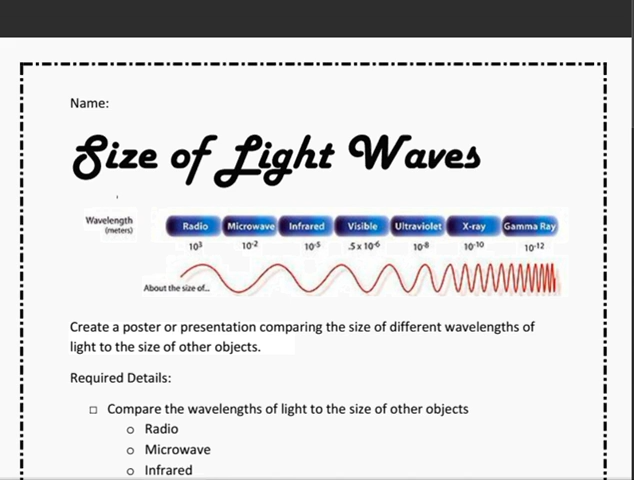 Name:
Size of Light Waves
Wavelength
(meters)
Radio Microwave Infrared Visible Ultraviolet X-ray Gamma Ray
10³ 10⁻² 10⁻⁵ .5 x 10⁻⁶ 10⁻⁸ 10⁻¹⁰ 10⁻¹²
About the size of...
Create a poster or presentation comparing the size of different wavelengths of
light to the size of other objects.
Required Details:
□ Compare the wavelengths of light to the size of other objects
o Radio
o Microwave
o Infrared